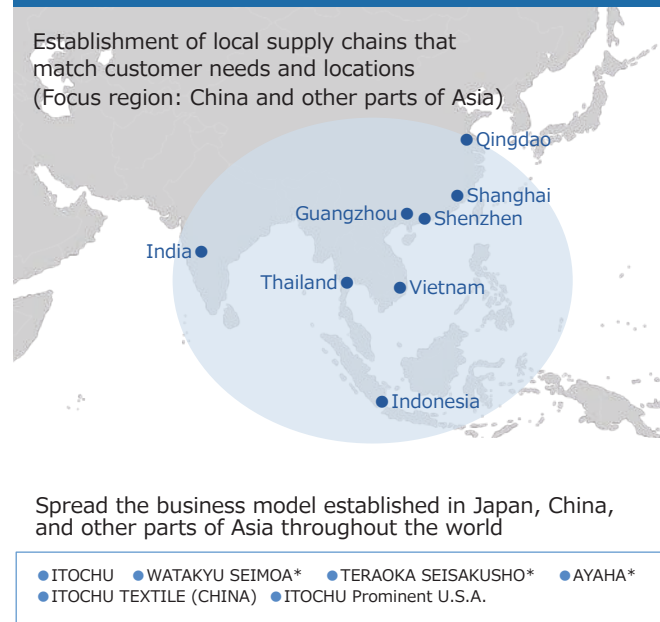 Establishment of local supply chains that
match customer needs and locations
(Focus region: China and other parts of Asia)
Qingdao
Shanghai
Guangzhou
Shenzhen
India
Thailand
Vietnam
Indonesia
Spread the business model established in Japan, China,
and other parts of Asia throughout the world
ITOCHU WATAKYU SEIMOA* TERAOKA SEISAKUSHO* AYAHA*
ITOCHU TEXTILE (CHINA) ITOCHU Prominent U.S.A.